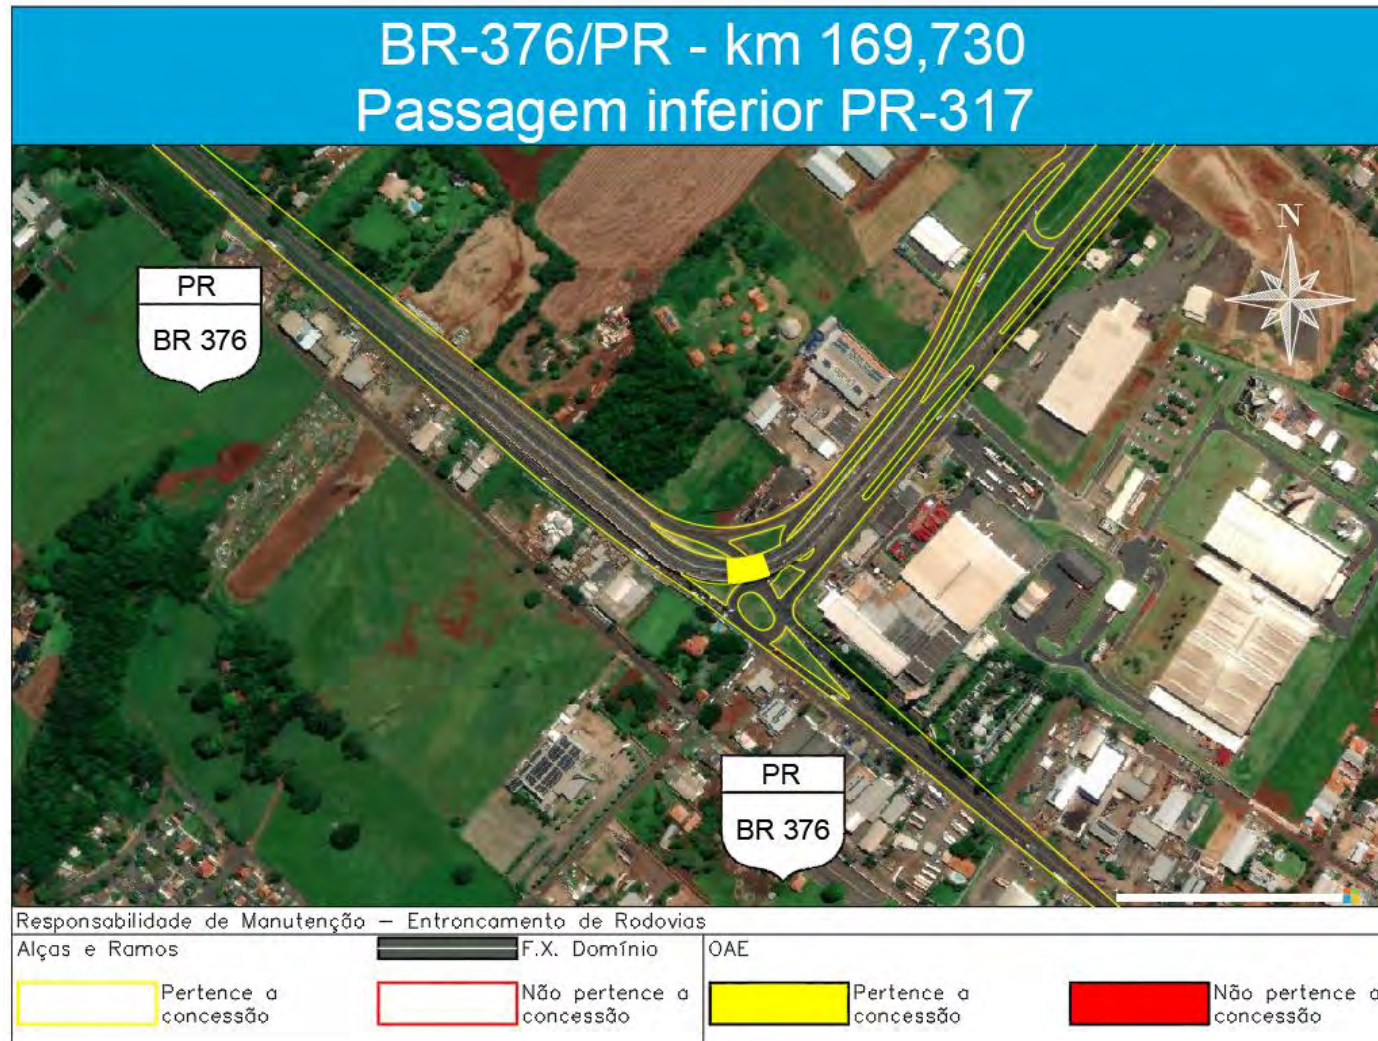 BR-376/PR - km 169,730
Passagem inferior PR-317
N
PR
BR 376
PR
BR 376
Responsabilidade de Manutenção – Entroncamento de Rodovias
Alças e Ramos
F.X. Domínio
OAE
Pertence a
concessão
Não pertence a
concessão
Pertence a
concessão
Não pertence a
concessão